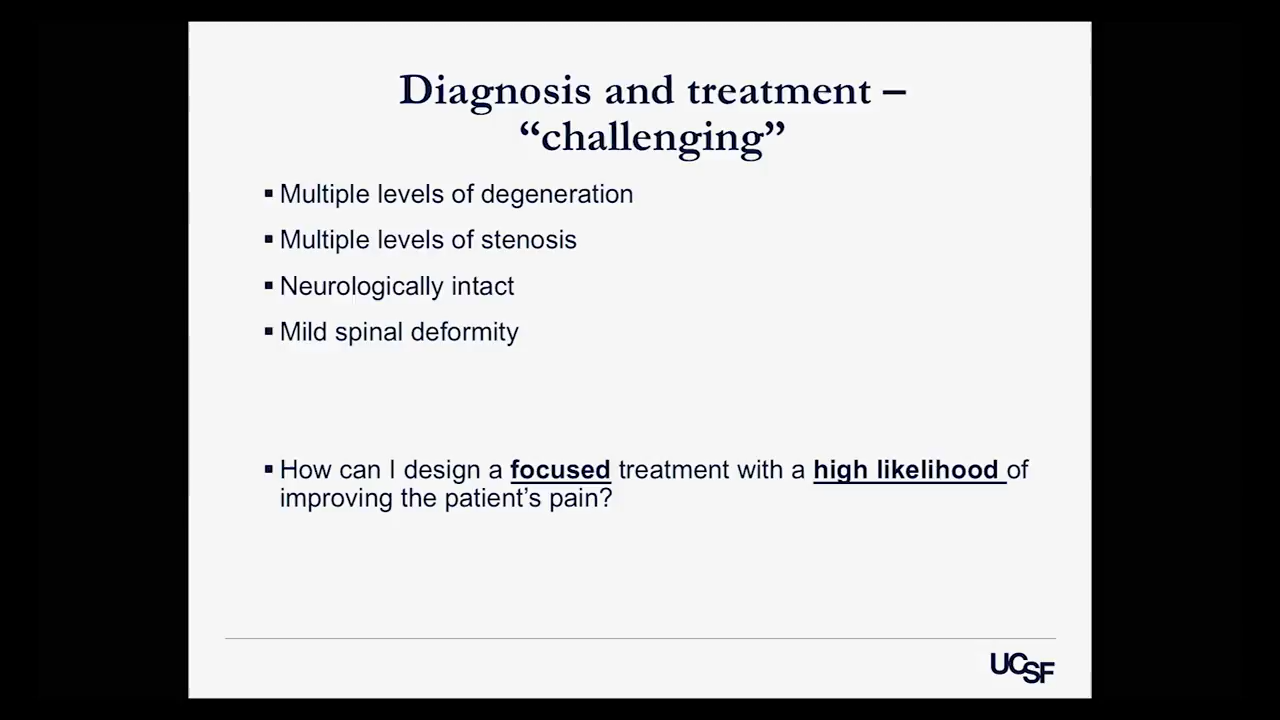 Diagnosis and treatment –
“challenging”
▪ Multiple levels of degeneration
▪ Multiple levels of stenosis
▪ Neurologically intact
▪ Mild spinal deformity
▪ How can I design a focused treatment with a high likelihood of
improving the patient’s pain?
UCSF